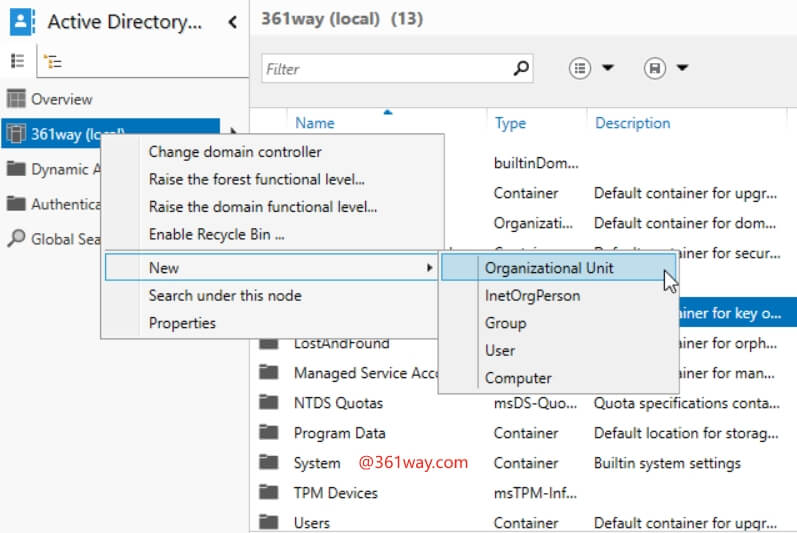 Active Directory...
361way (local) (13)
Filter
Overview
361way (local)
Dynamic A
Authentica
Global Sea
Name Type Description
Change domain controller
Raise the forest functional level...
Raise the domain functional level...
Enable Recycle Bin ...
New
Search under this node
Properties
Organizational Unit
InetOrgPerson
Group
User
Computer
builtinDom...
Container Default container for upgr...
Organizati... Default container for dom...
Container Default container for secur...
ainer for key o...
LostAndFound ainer for orph...
Managed Service Acco ainer for man...
NTDS Quotas msDS-Quo... Quota specifications conta...
Program Data Container Default location for storag...
System @361way.com Container Builtin system settings
TPM Devices msTPM-Inf...
Users Container Default container for upgr...